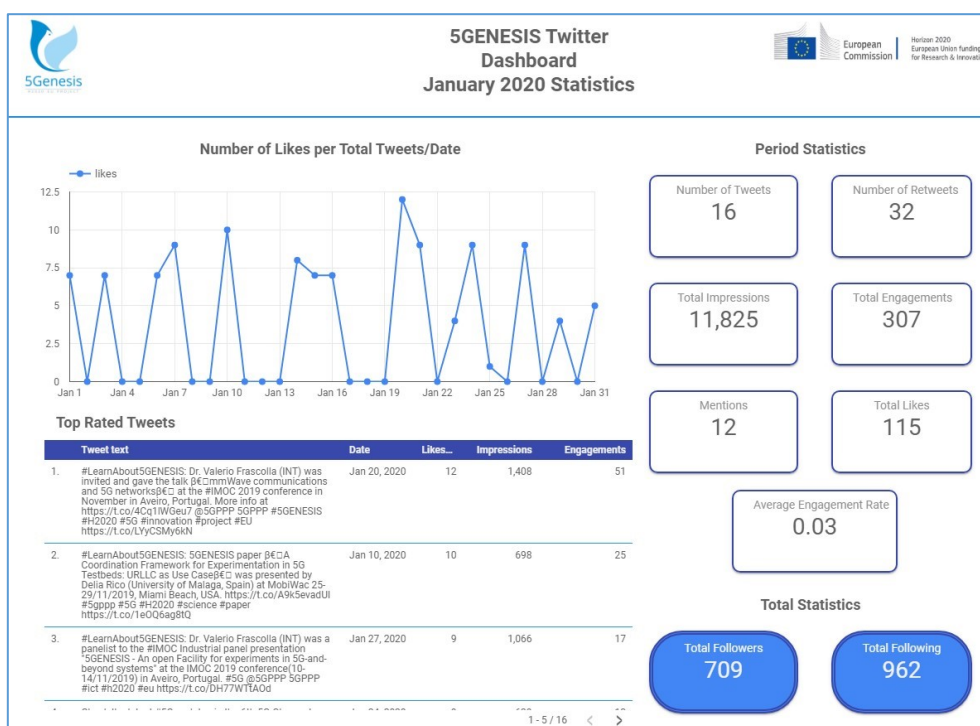 5Genesis
5GENESIS Twitter
Dashboard
January 2020 Statistics
European
Commission
Horizon 2020
European Union funding
for Research & Innovation
Number of Likes per Total Tweets/Date
likes
12.5
10
7.5
5
2.5
0
Jan 1 Jan 4 Jan 7 Jan 10 Jan 13 Jan 16 Jan 19 Jan 22 Jan 25 Jan 28 Jan 31
Top Rated Tweets
Tweet text Date Likes... Impressions Engagements
1. #LearnAbout5GENESIS: Dr. Valerio Frascolla (INT) was Jan 20, 2020 12 1,408 51
invited and gave the talk β€□mmWave communications
and 5G networksβ€□ at the #IMOC 2019 conference in
November in Aveiro, Portugal. More info at
https://t.co/4Cq1lWGeu7 @5GPPP 5GPPP #5GENESIS
#H2020 #5G #innovation #project #EU
https://t.co/LYyCSMy6kN
2. #LearnAbout5GENESIS: 5GENESIS paper β€□A Jan 10, 2020 10 698 25
Coordination Framework for Experimentation in 5G
Testbeds: URLLC as Use Caseβ€□ was presented by
Delia Rico (University of Malaga, Spain) at MobiWac 25-
29/11/2019, Miami Beach, USA. https://t.co/A9k5evadUl
#5gppp #5G #H2020 #science #paper
https://t.co/1eOQ6ag8tQ
3. #LearnAbout5GENESIS: Dr. Valerio Frascolla (INT) was a Jan 27, 2020 9 1,066 17
panelist to the #IMOC Industrial panel presentation
"5GENESIS - An open Facility for experiments in 5G-and-
beyond systems" at the IMOC 2019 conference(10-
14/11/2019) in Aveiro, Portugal. #5G @5GPPP 5GPPP
#ict #h2020 #eu https://t.co/DH77WTtAOd
1 - 5 / 16
Period Statistics
Number of Tweets
16
Number of Retweets
32
Total Impressions
11,825
Total Engagements
307
Mentions
12
Total Likes
115
Average Engagement Rate
0.03
Total Statistics
Total Followers
709
Total Following
962